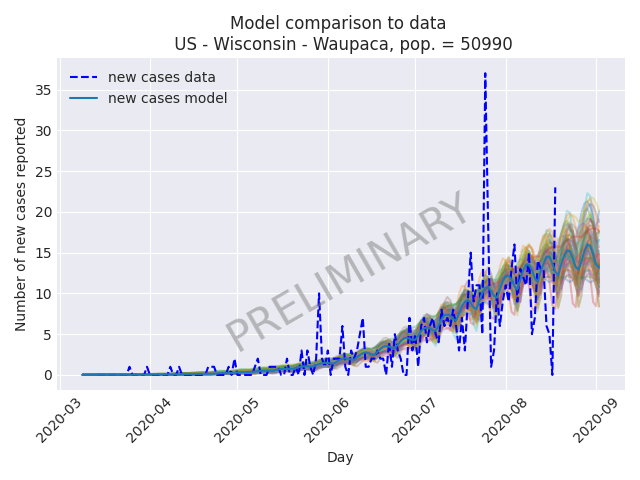 Model comparison to data
US - Wisconsin - Waupaca, pop. = 50990
new cases data
new cases model
PRELIMINARY
Number of new cases reported
35
30
25
20
15
10
5
0
2020-03
2020-04
2020-05
2020-06
2020-07
2020-08
2020-09
Day